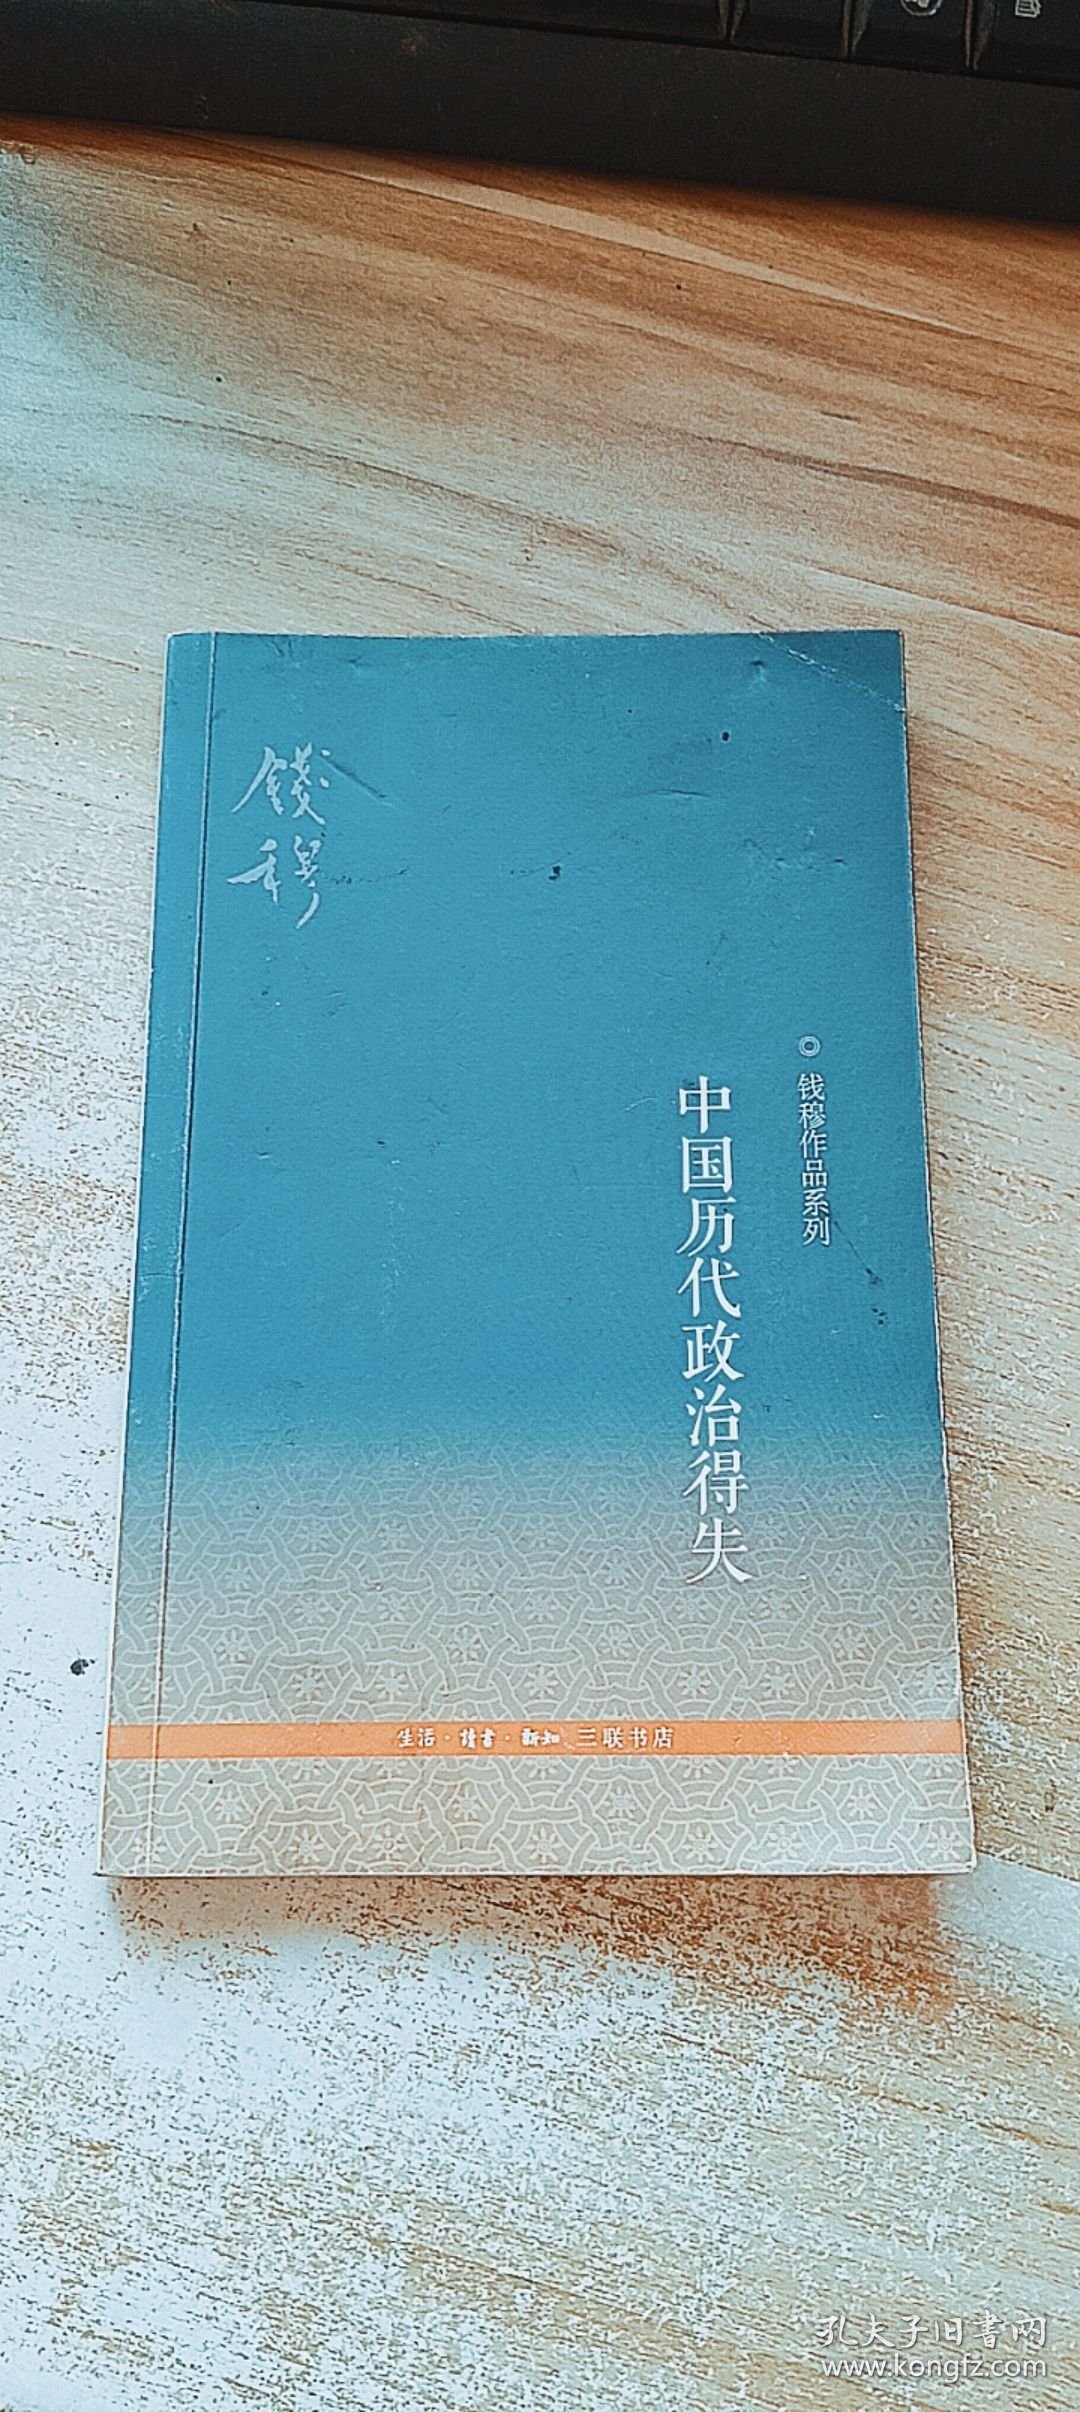 錢穆
◎ 钱穆作品系列
中国历代政治得失
生活·讀書·新知 三联书店
孔夫子旧書网
www.kongfz.com